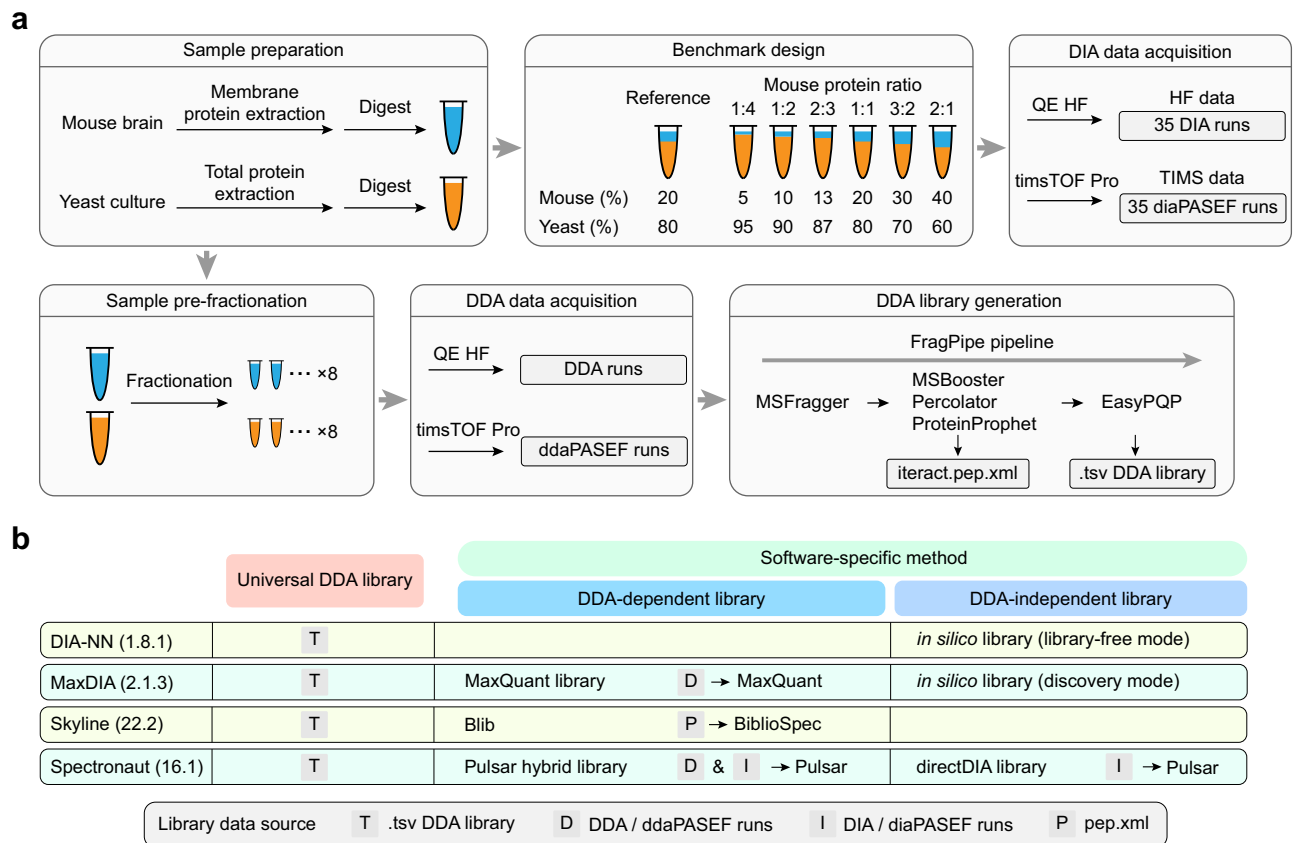 a
Sample preparation
Mouse brain
Membrane
protein extraction
Digest
Yeast culture
Total protein
extraction
Digest
Benchmark design
Mouse protein ratio
Reference 1:4 1:2 2:3 1:1 3:2 2:1
Mouse (%) 20 5 10 13 20 30 40
Yeast (%) 80 95 90 87 80 70 60
DIA data acquisition
QE HF
HF data
35 DIA runs
timsTOF Pro
TIMS data
35 diaPASEF runs
Sample pre-fractionation
Fractionation
··· ×8
··· ×8
DDA data acquisition
QE HF
DDA runs
timsTOF Pro
ddaPASEF runs
DDA library generation
FragPipe pipeline
MSFragger
MSBooster
Percolator
ProteinProphet
EasyPQP
iteract.pep.xml
.tsv DDA library
b
Universal DDA library
Software-specific method
DDA-dependent library
DDA-independent library
DIA-NN (1.8.1) T in silico library (library-free mode)
MaxDIA (2.1.3) T MaxQuant library D → MaxQuant in silico library (discovery mode)
Skyline (22.2) T Blib P → BiblioSpec
Spectronaut (16.1) T Pulsar hybrid library D & I → Pulsar directDIA library I → Pulsar
Library data source T .tsv DDA library D DDA / ddaPASEF runs I DIA / diaPASEF runs P pep.xml